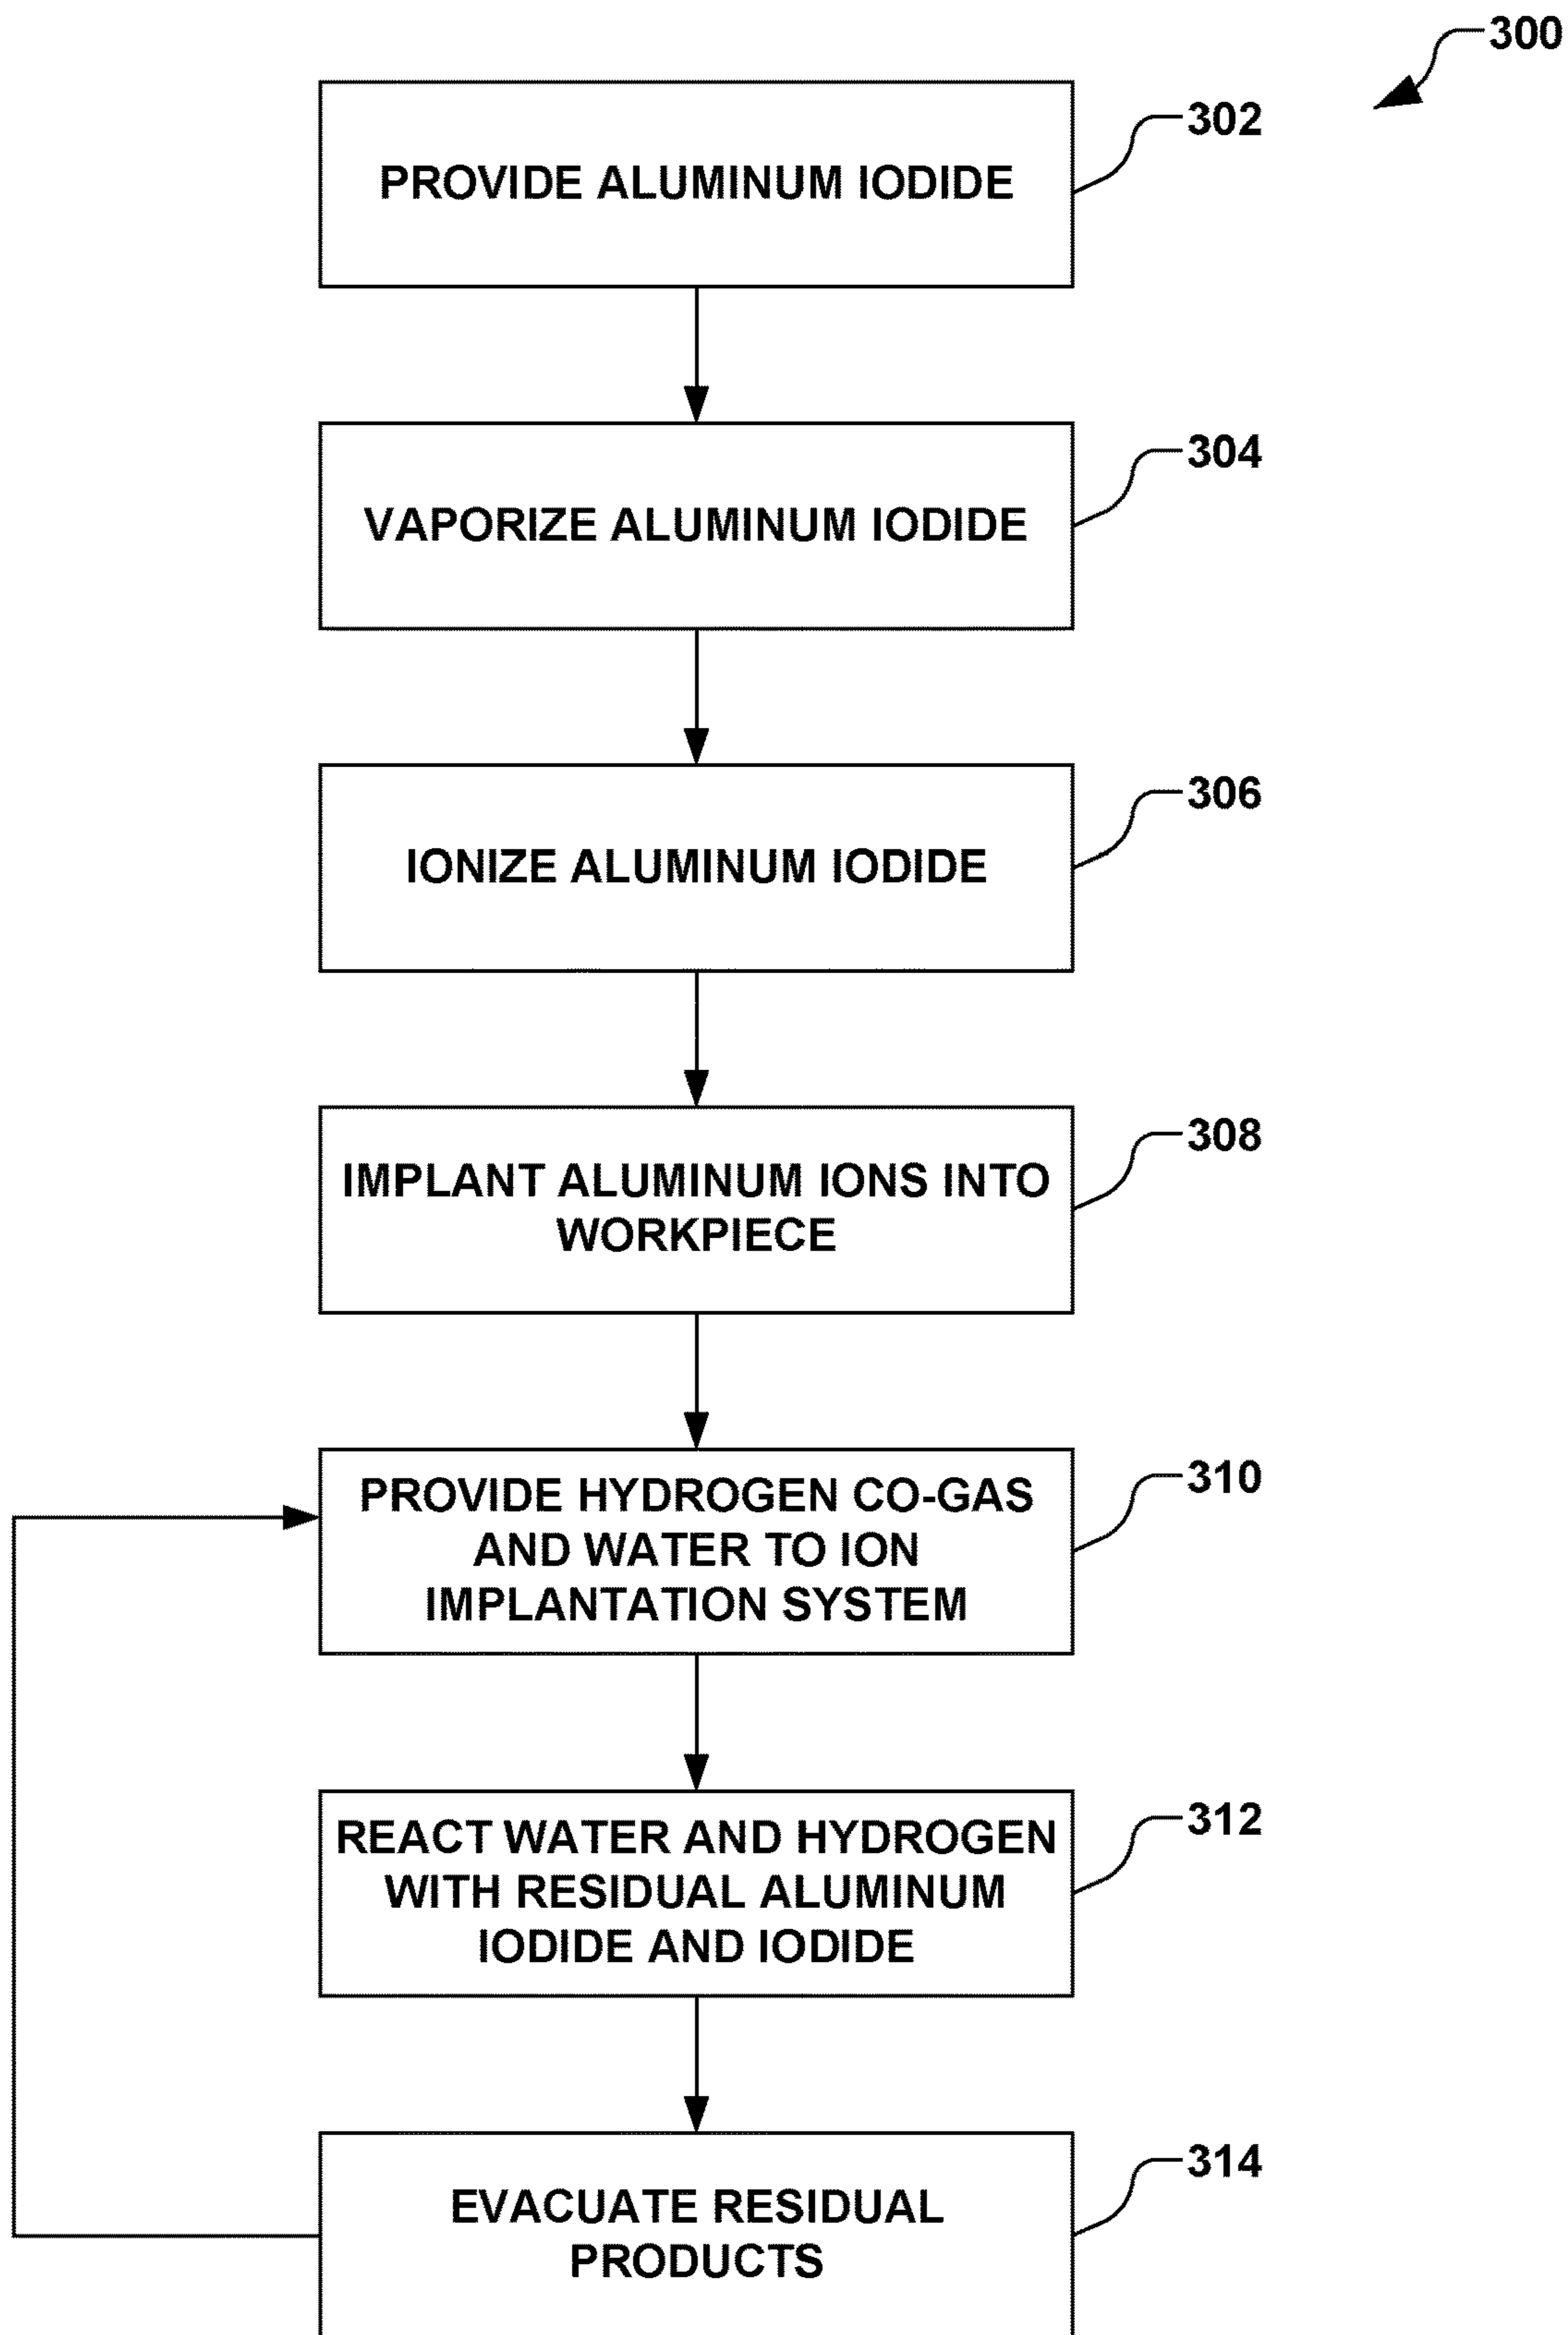 300
302
PROVIDE ALUMINUM IODIDE
304
VAPORIZE ALUMINUM IODIDE
306
IONIZE ALUMINUM IODIDE
308
IMPLANT ALUMINUM IONS INTO
WORKPIECE
310
PROVIDE HYDROGEN CO-GAS
AND WATER TO ION
IMPLANTATION SYSTEM
312
REACT WATER AND HYDROGEN
WITH RESIDUAL ALUMINUM
IODIDE AND IODIDE
314
EVACUATE RESIDUAL
PRODUCTS